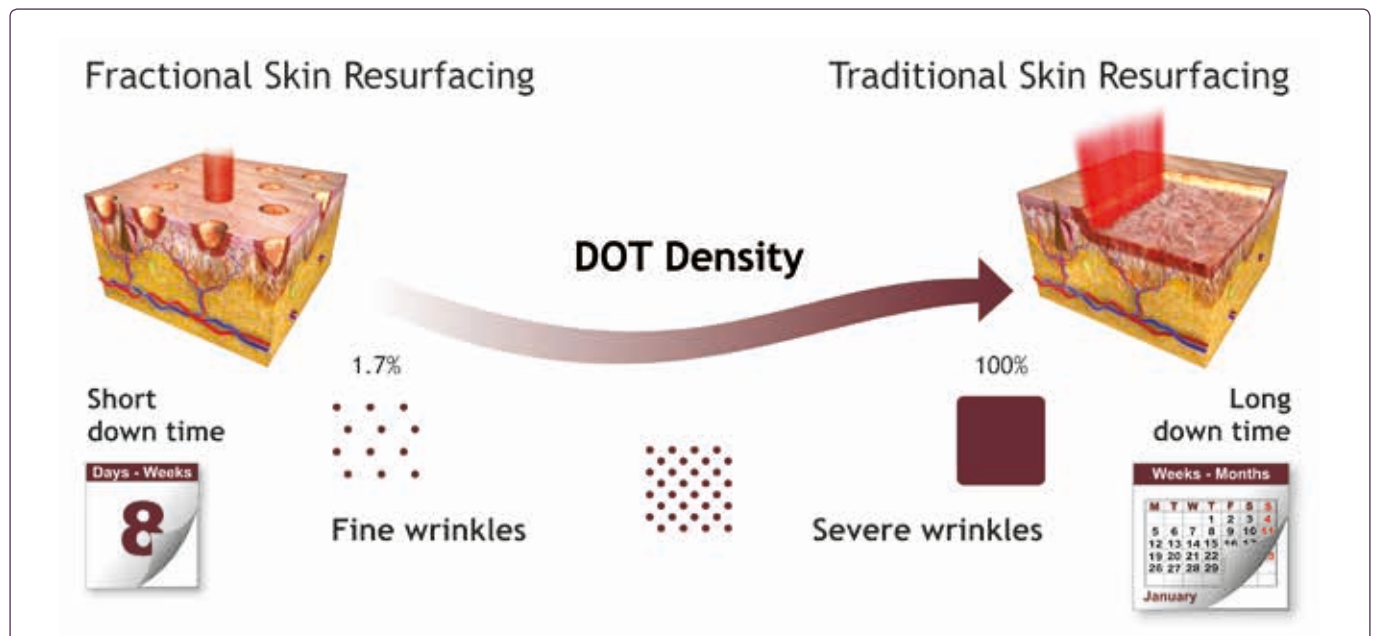 Fractional Skin Resurfacing
Traditional Skin Resurfacing
DOT Density
1.7%
100%
Short
down time
Long
down time
Days - Weeks
8
Weeks - Months
M T W T F S S
1 2 3 4
5 6 7 8 9 10 11
12 13 14 15 16 17
19 20 21 22
26 27 28 29
January
Fine wrinkles
Severe wrinkles